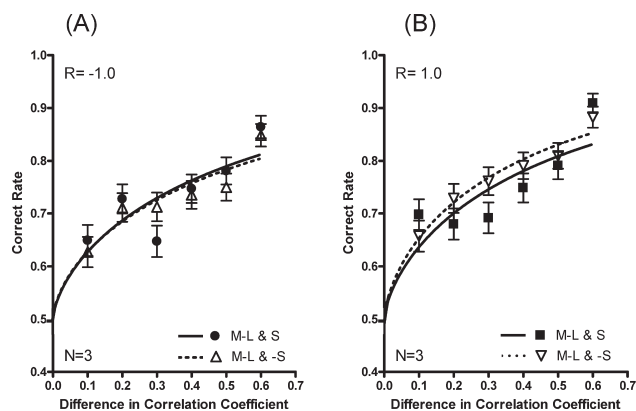 (A)
1.0
R= -1.0
0.9
0.8
0.7
0.6
0.5
0.4
Correct Rate
M-L & S
M-L & -S
N=3
0.0 0.1 0.2 0.3 0.4 0.5 0.6 0.7
Difference in Correlation Coefficient
(B)
1.0
R= 1.0
0.9
0.8
0.7
0.6
0.5
0.4
Correct Rate
M-L & S
M-L & -S
N=3
0.0 0.1 0.2 0.3 0.4 0.5 0.6 0.7
Difference in Correlation Coefficient